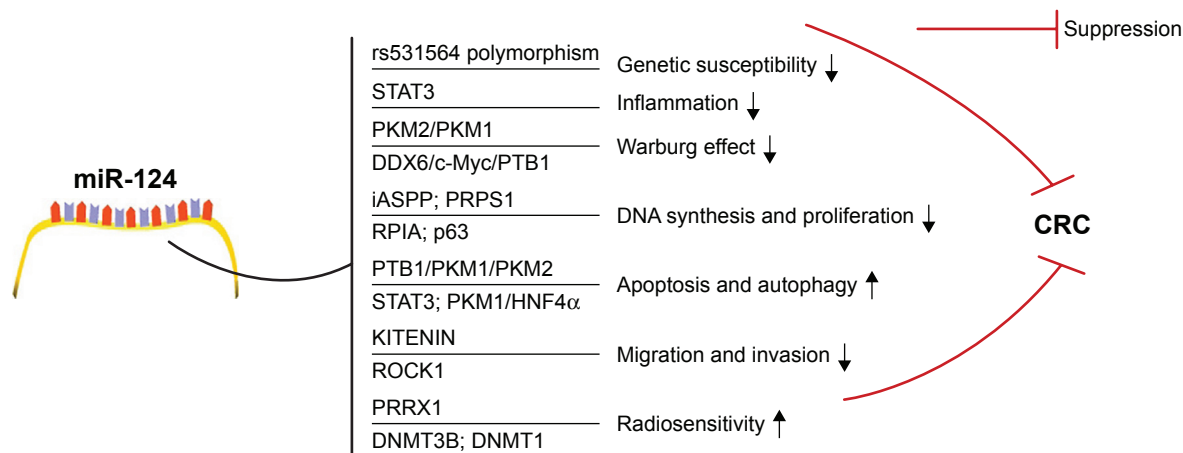 rs531564 polymorphism
Genetic susceptibility ↓
Suppression
STAT3
Inflammation ↓
PKM2/PKM1
Warburg effect ↓
DDX6/c-Myc/PTB1
miR-124
iASPP; PRPS1
DNA synthesis and proliferation ↓
CRC
RPIA; p63
PTB1/PKM1/PKM2
Apoptosis and autophagy ↑
STAT3; PKM1/HNF4α
KITENIN
Migration and invasion ↓
ROCK1
PRRX1
Radiosensitivity ↑
DNMT3B; DNMT1